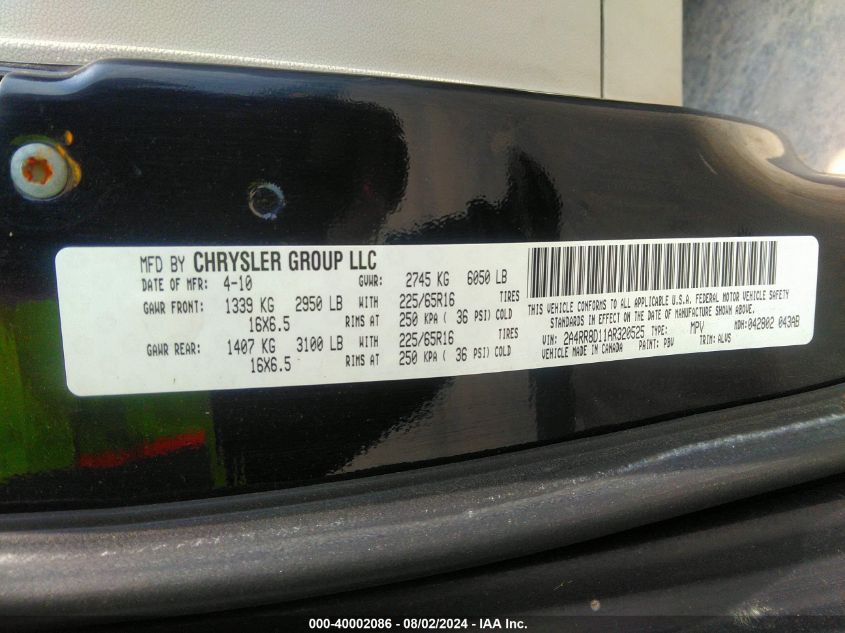 MFD BY CHRYSLER GROUP LLC
DATE OF MFR: 4-10 GVWR: 2745 KG 6050 LB
GAWR FRONT: 1339 KG 2950 LB WITH 225/65R16 TIRES
16X6.5 RIMS AT 250 KPA ( 36 PSI) COLD
GAWR REAR: 1407 KG 3100 LB WITH 225/65R16 TIRES
16X6.5 RIMS AT 250 KPA ( 36 PSI) COLD
THIS VEHICLE CONFORMS TO ALL APPLICABLE U.S.A. FEDERAL MOTOR VEHICLE SAFETY
STANDARDS IN EFFECT ON THE DATE OF MANUFACTURE SHOWN ABOVE.
VIN: 2A4RR8D11AR320525 TYPE: MPV MDH: 042802 043AB
VEHICLE MADE IN CANADA PAINT: PBV TRIM: ALVS
000-40002086 - 08/02/2024 - IAA Inc.